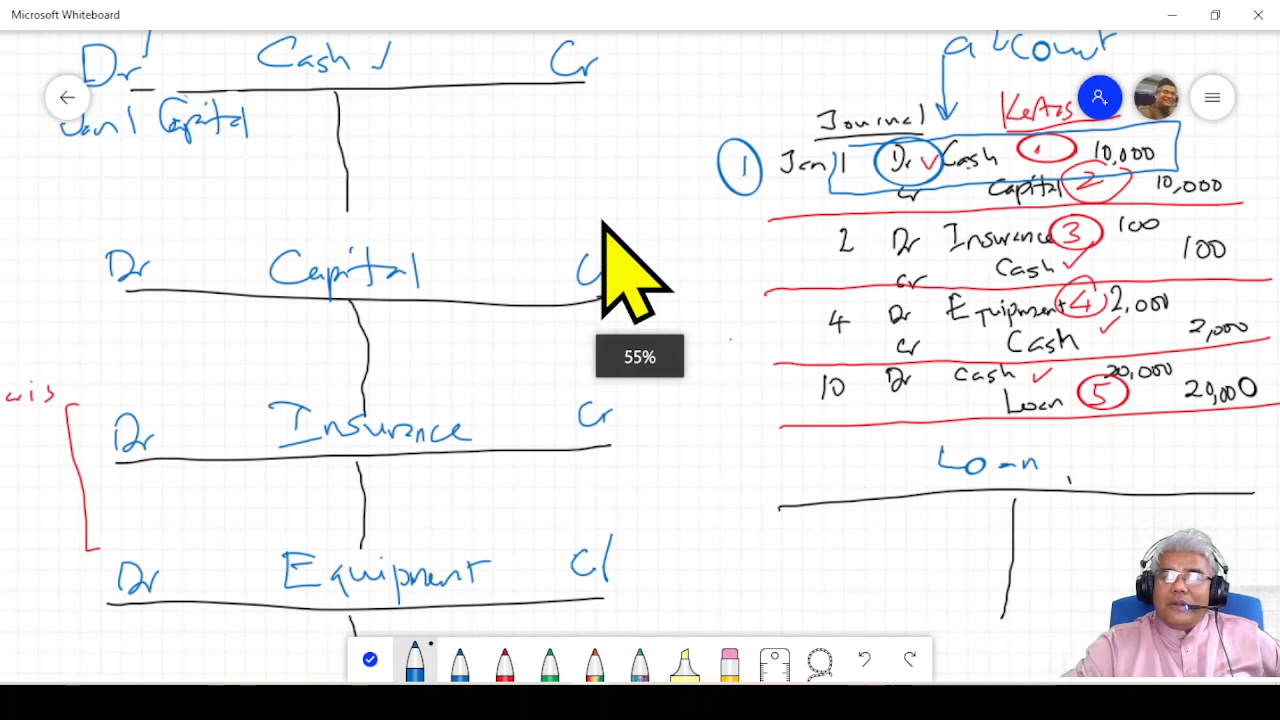 Microsoft Whiteboard
Dr Cash Cr
Jan 1 Capital
Dr Capital
Dr Insurance Cr
Dr Equipment Cr
55%
account
Kertas
Journal
1 Jan 1 Dr Cash 1 10,000
cr Capital 2 10,000
2 Dr Insurance 3 100
cr Cash 100
4 Dr Equipment 4 2,000
cr Cash 2,000
10 Dr cash 20,000
Loan 5 20,000
Loan